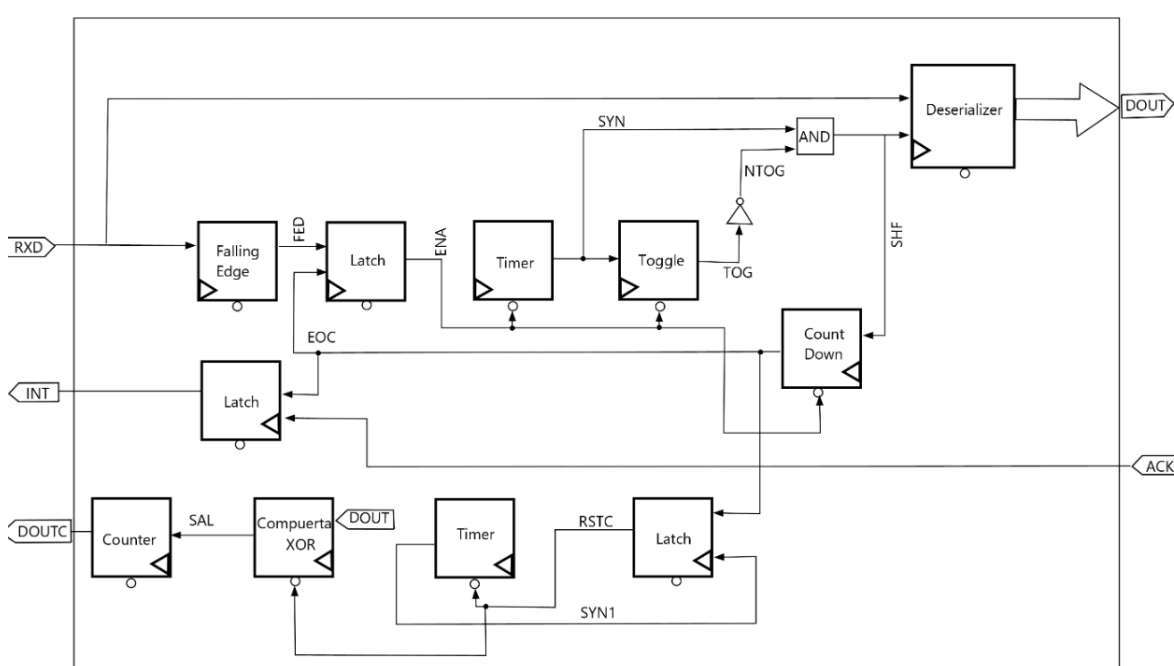 Deserializer
DOUT
SYN
AND
NTOG
RXD
Falling
Edge
FED
Latch
ENA
Timer
Toggle
TOG
SHF
EOC
Count
Down
INT
Latch
ACK
DOUTC
Counter
SAL
Compuerta
XOR
DOUT
Timer
RSTC
Latch
SYN1